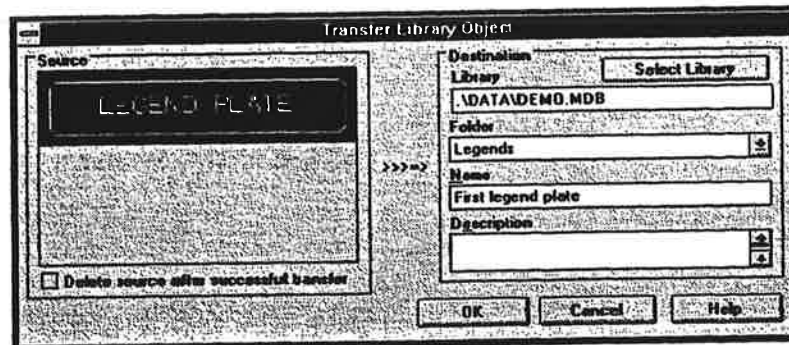 Transfer Library Object
Source
LEGEND PLATE
Delete source after successful transfer
>>>=>
Destination
Library
Select Library
.\DATA\DEMO.MDB
Folder
Legends
Name
First legend plate
Description
OK
Cancel
Help